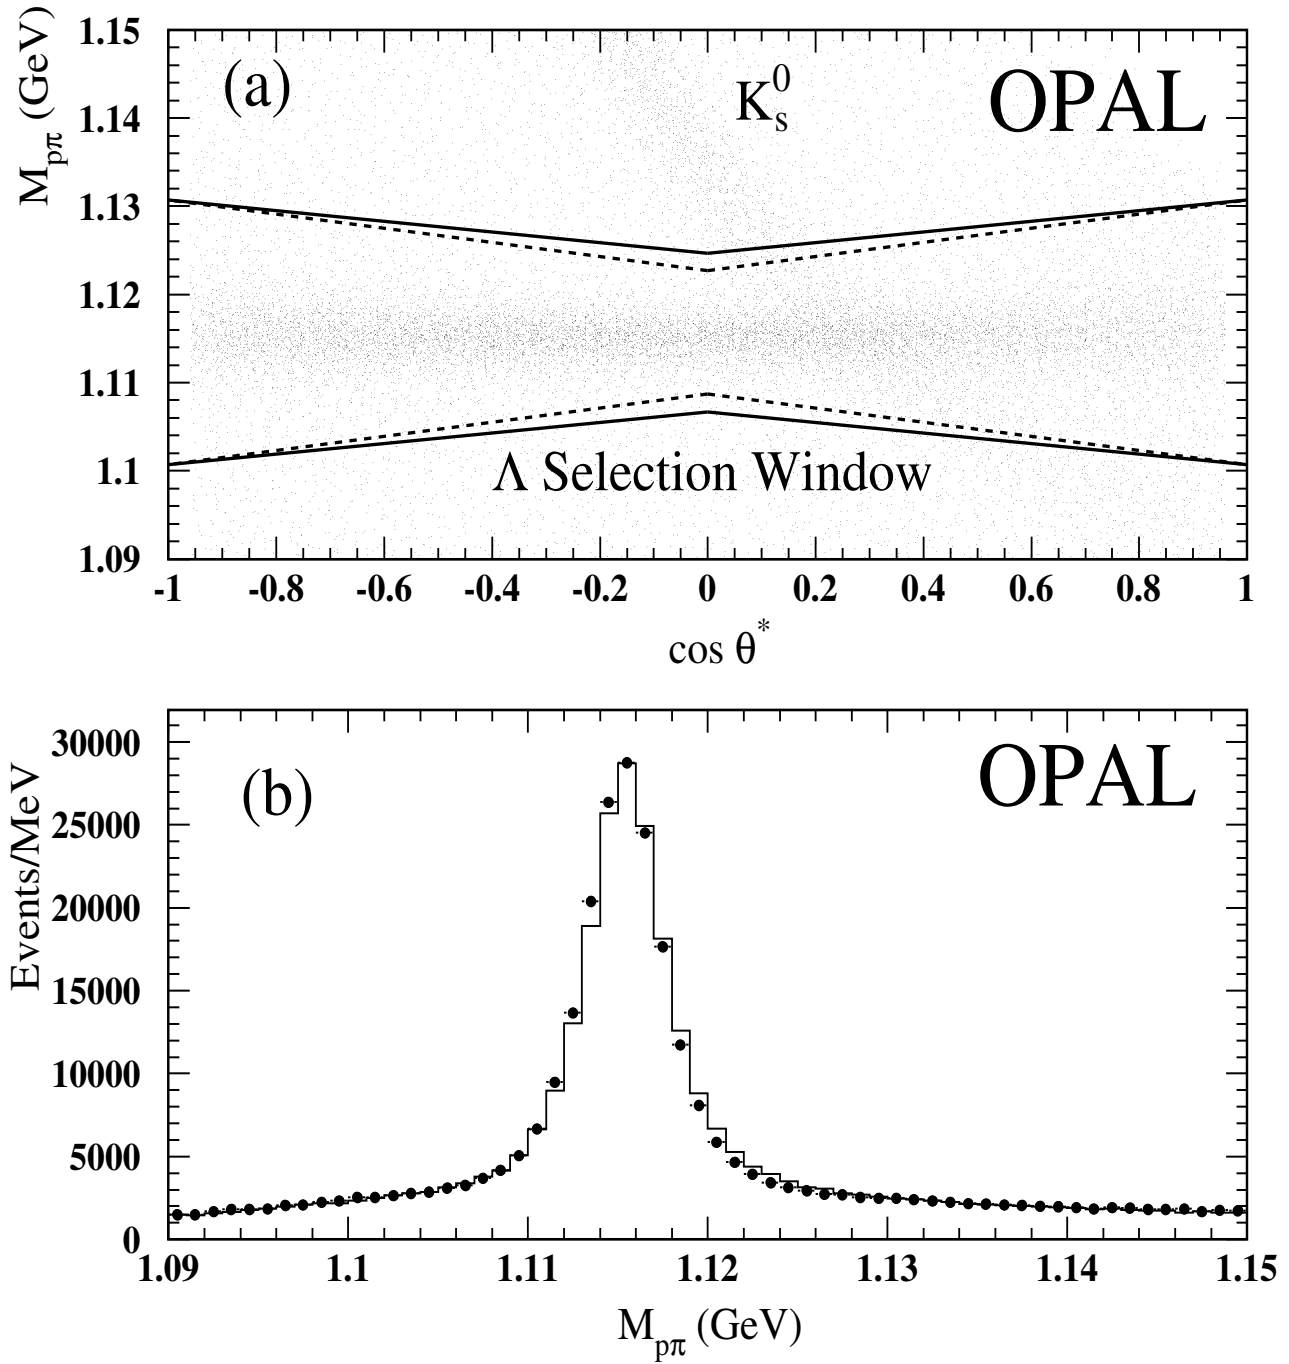 M_pπ (GeV)
1.15
(a)
K_s^0
OPAL
1.14
1.13
1.12
1.11
1.1
Λ Selection Window
1.09
-1 -0.8 -0.6 -0.4 -0.2 0 0.2 0.4 0.6 0.8 1
cos θ*
Events/MeV
30000
(b)
OPAL
25000
20000
15000
10000
5000
0
1.09 1.1 1.11 1.12 1.13 1.14 1.15
M_pπ (GeV)